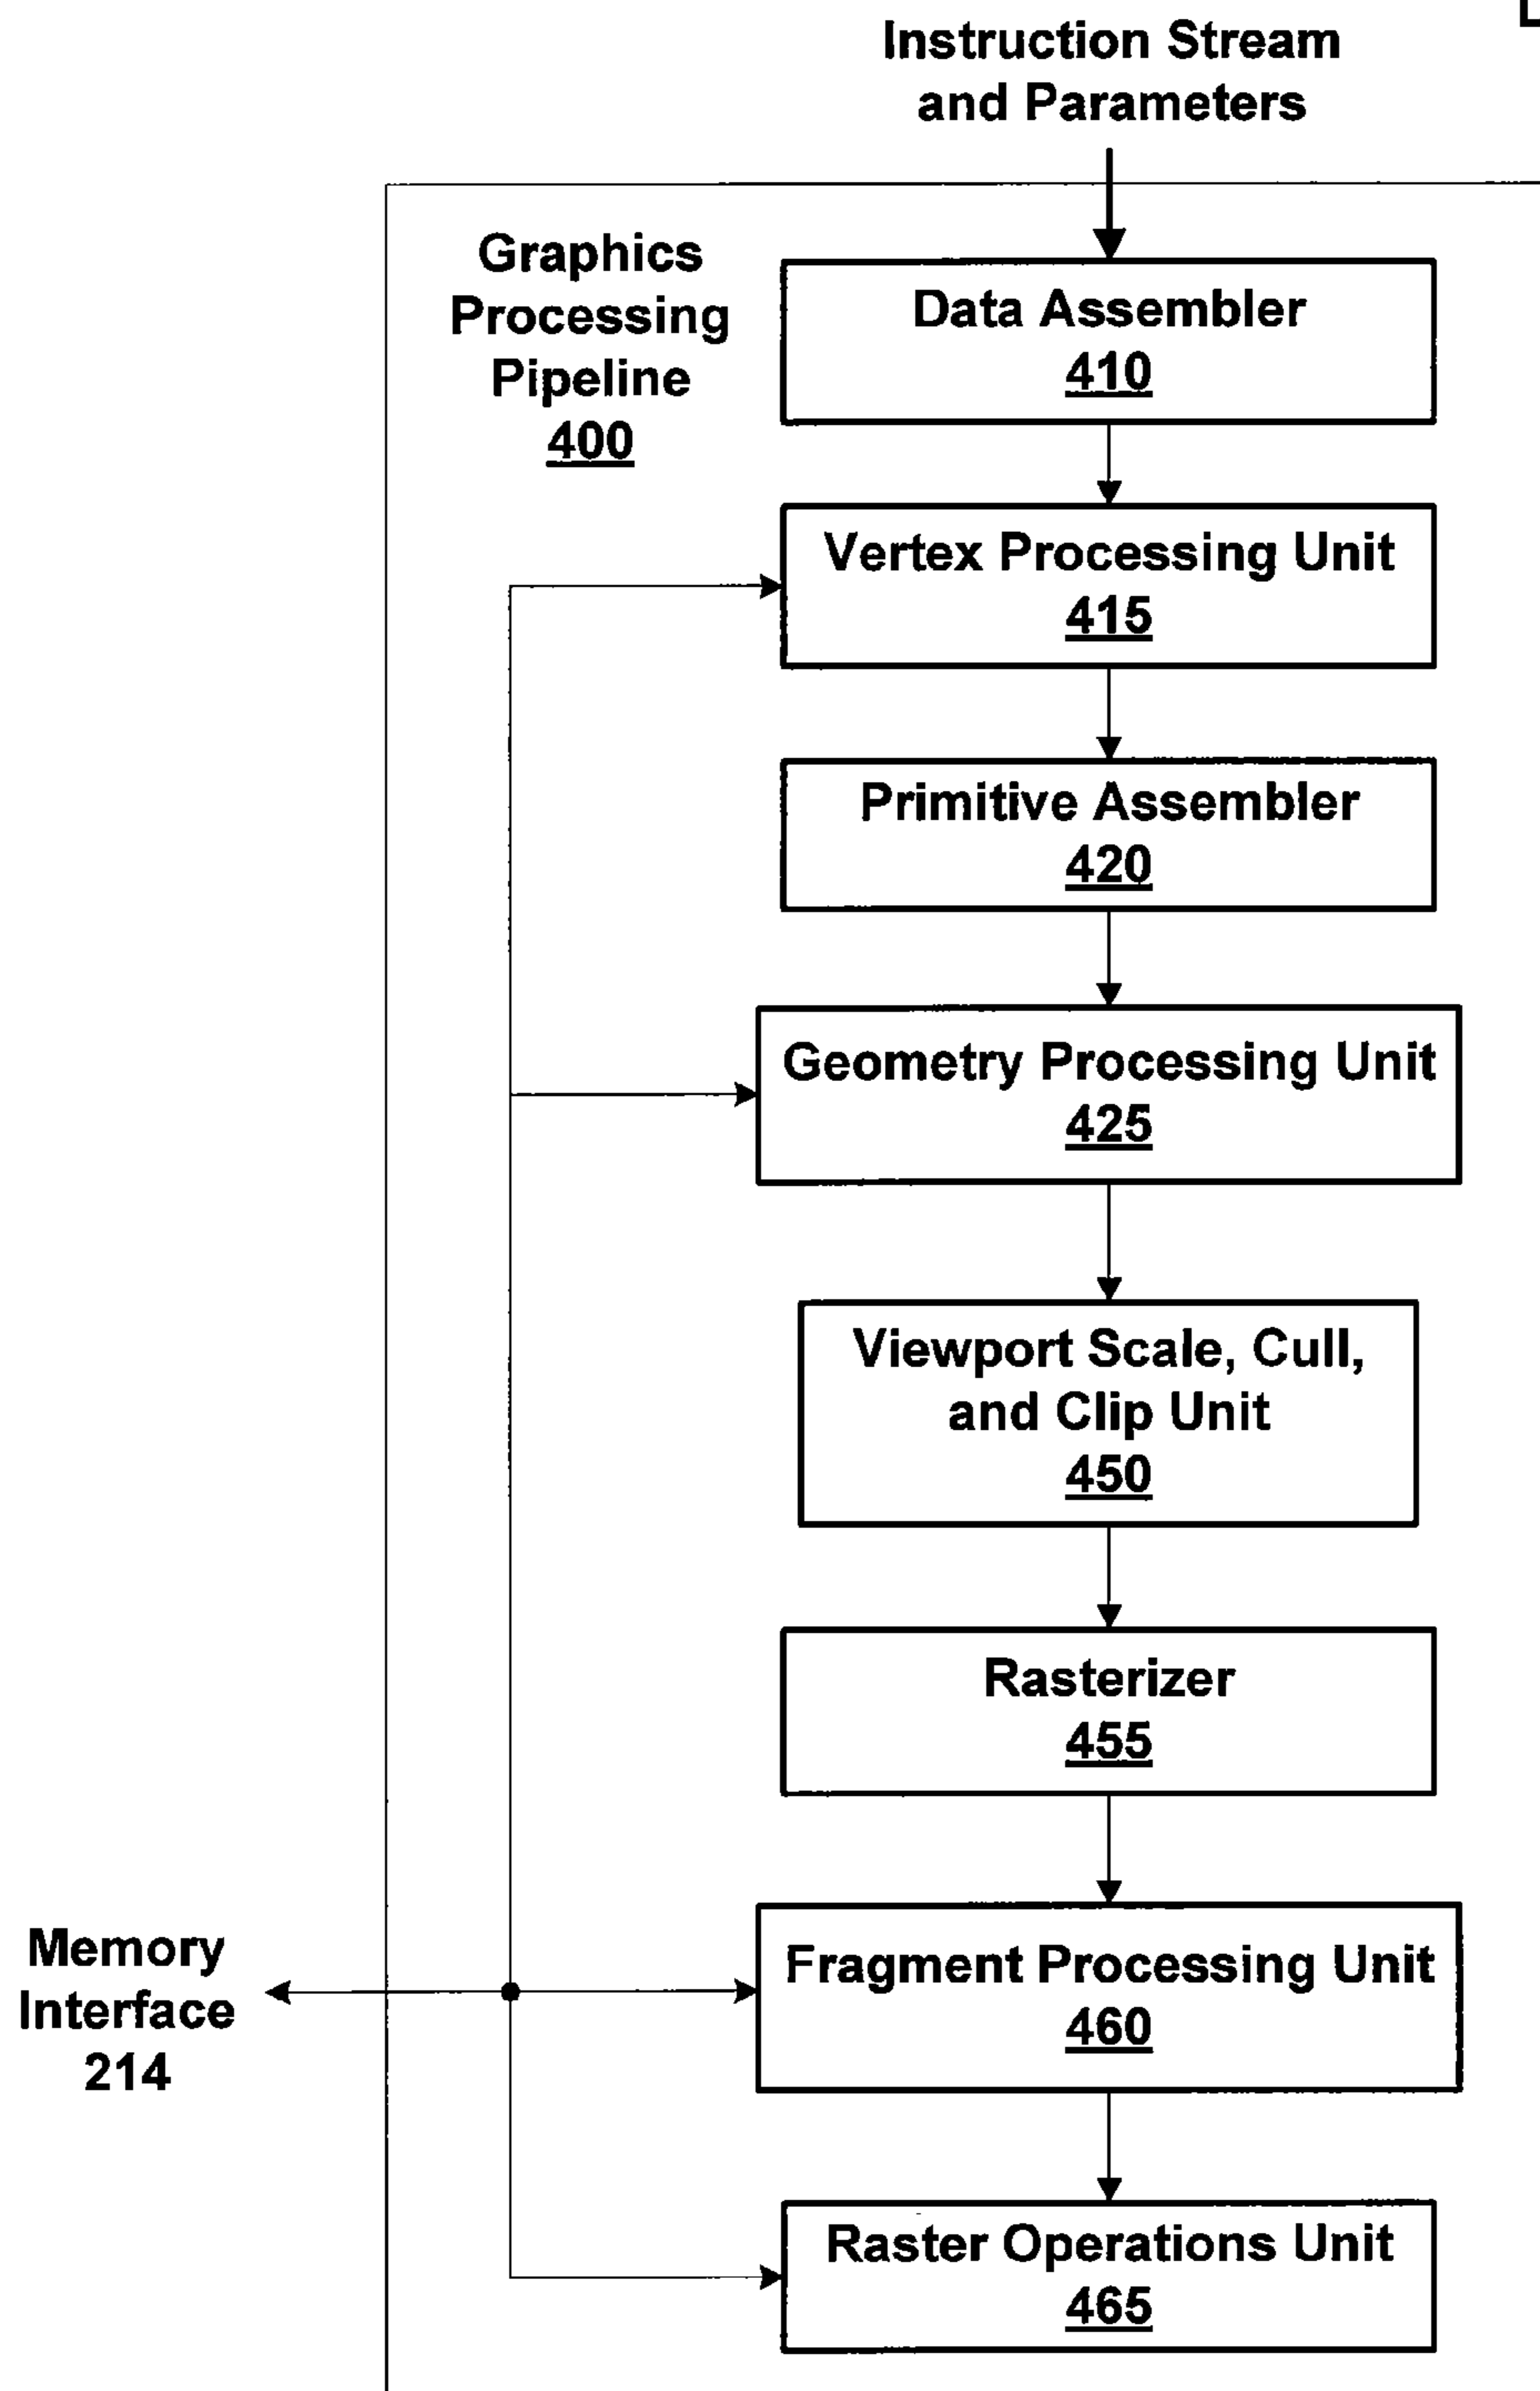 Instruction Stream
and Parameters
Graphics
Processing
Pipeline
400
Data Assembler
410
Vertex Processing Unit
415
Primitive Assembler
420
Geometry Processing Unit
425
Viewport Scale, Cull,
and Clip Unit
450
Rasterizer
455
Memory
Interface
214
Fragment Processing Unit
460
Raster Operations Unit
465